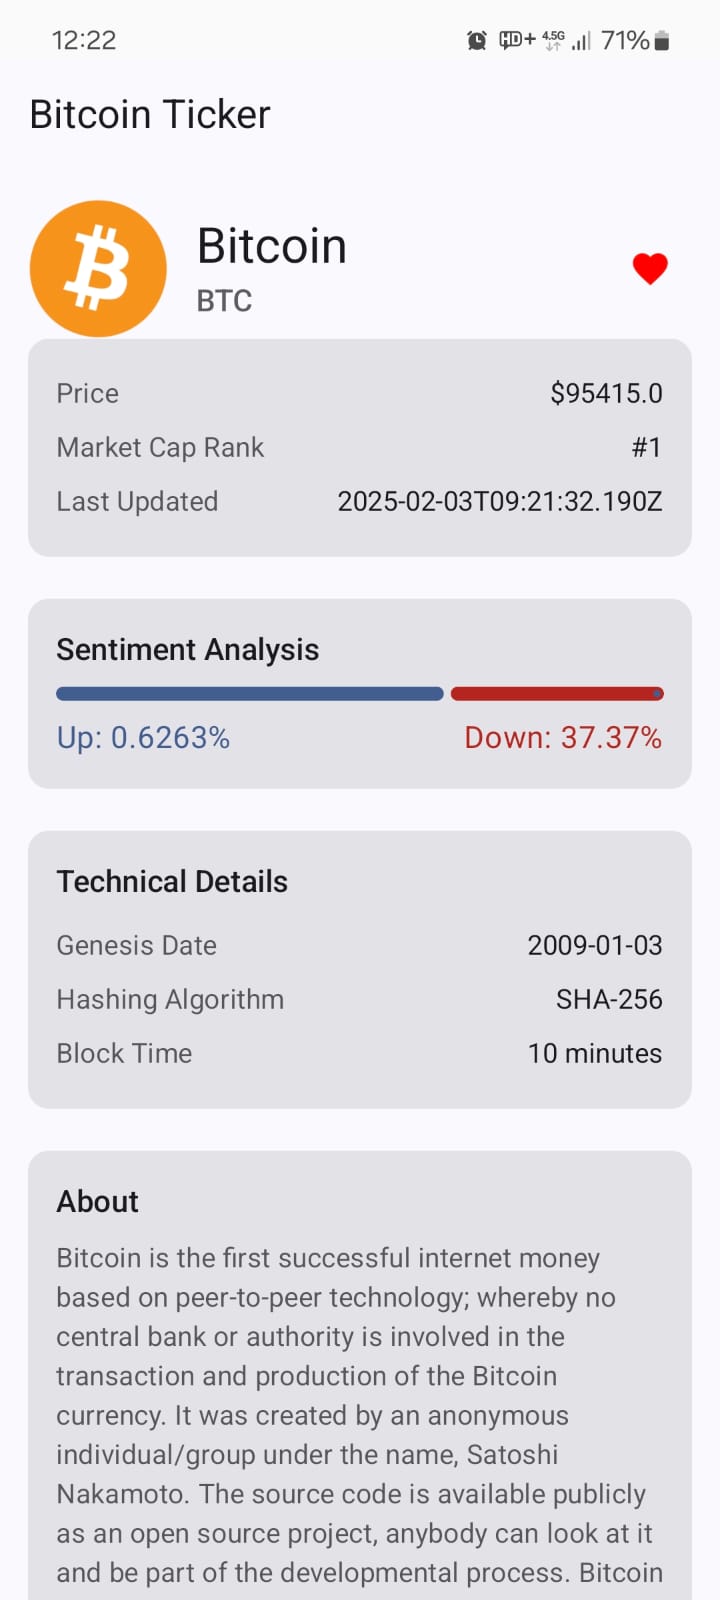 12:22 HD+ 4.5G 71%
Bitcoin Ticker
Bitcoin
BTC
Price $95415.0
Market Cap Rank #1
Last Updated 2025-02-03T09:21:32.190Z
Sentiment Analysis
Up: 0.6263% Down: 37.37%
Technical Details
Genesis Date 2009-01-03
Hashing Algorithm SHA-256
Block Time 10 minutes
About
Bitcoin is the first successful internet money
based on peer-to-peer technology; whereby no
central bank or authority is involved in the
transaction and production of the Bitcoin
currency. It was created by an anonymous
individual/group under the name, Satoshi
Nakamoto. The source code is available publicly
as an open source project, anybody can look at it
and be part of the developmental process. Bitcoin